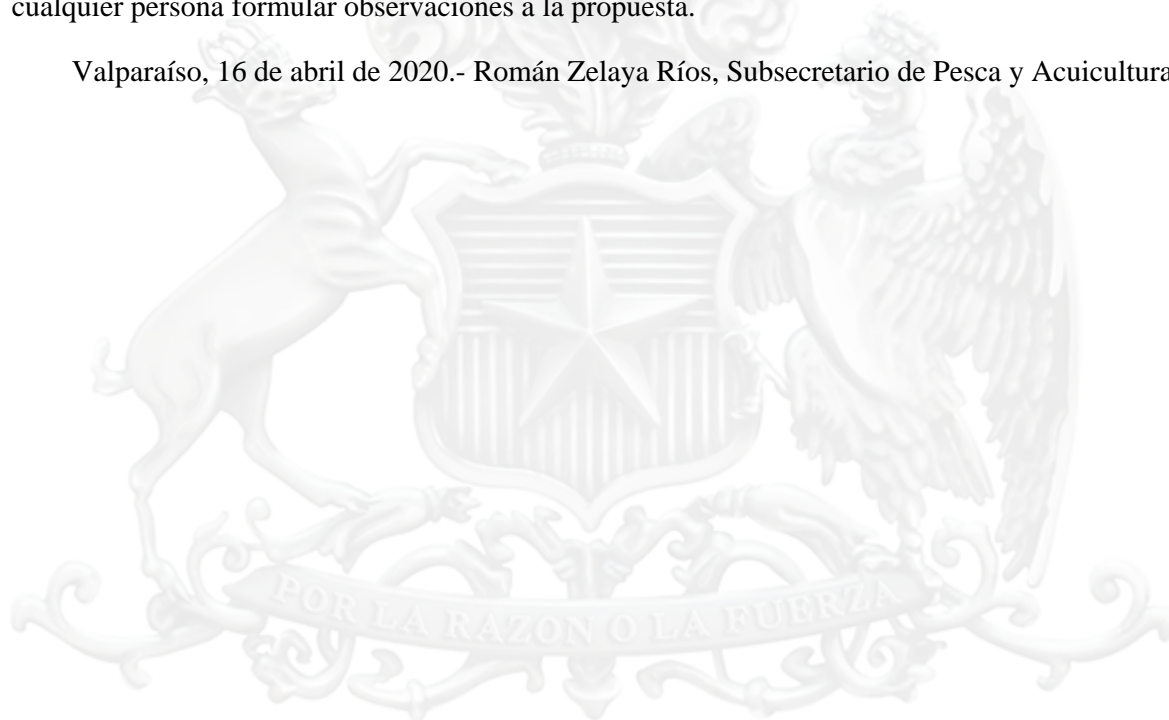 cualquier persona formular observaciones a la propuesta.
Valparaíso, 16 de abril de 2020.- Román Zelaya Ríos, Subsecretario de Pesca y Acuicultura
POR LA RAZON O LA FUERZA